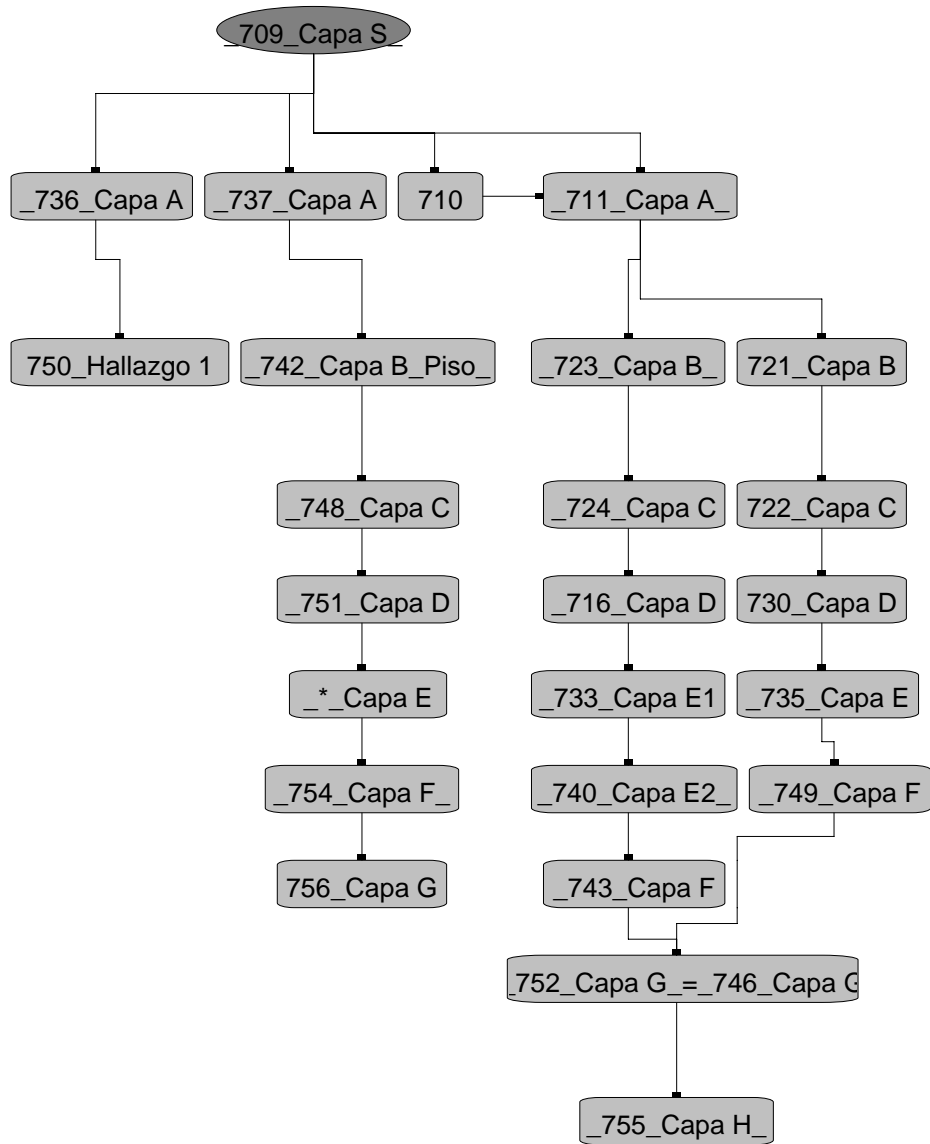 _709_Capa S_
_736_Capa A
_737_Capa A
710
_711_Capa A_
750_Hallazgo 1
_742_Capa B_Piso_
_723_Capa B_
721_Capa B
_748_Capa C
_724_Capa C
722_Capa C
_751_Capa D
_716_Capa D
730_Capa D
_*_Capa E
_733_Capa E1
_735_Capa E
_754_Capa F_
_740_Capa E2_
_749_Capa F
756_Capa G
_743_Capa F
_752_Capa G_=_746_Capa G
_755_Capa H_